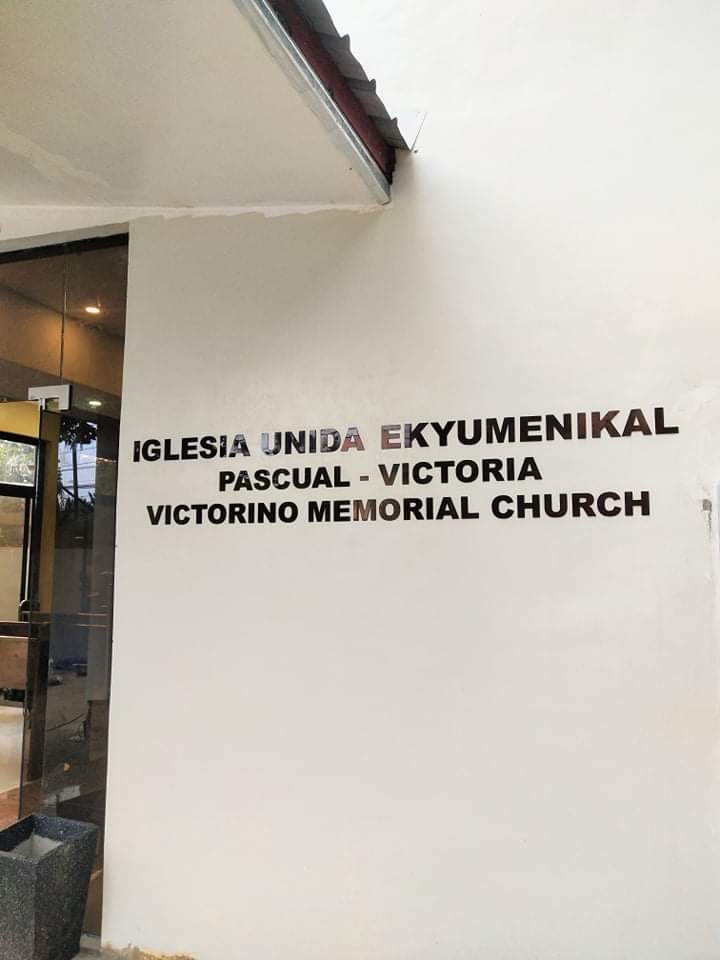 IGLESIA UNIDA EKYUMENIKAL
PASCUAL - VICTORIA
VICTORINO MEMORIAL CHURCH